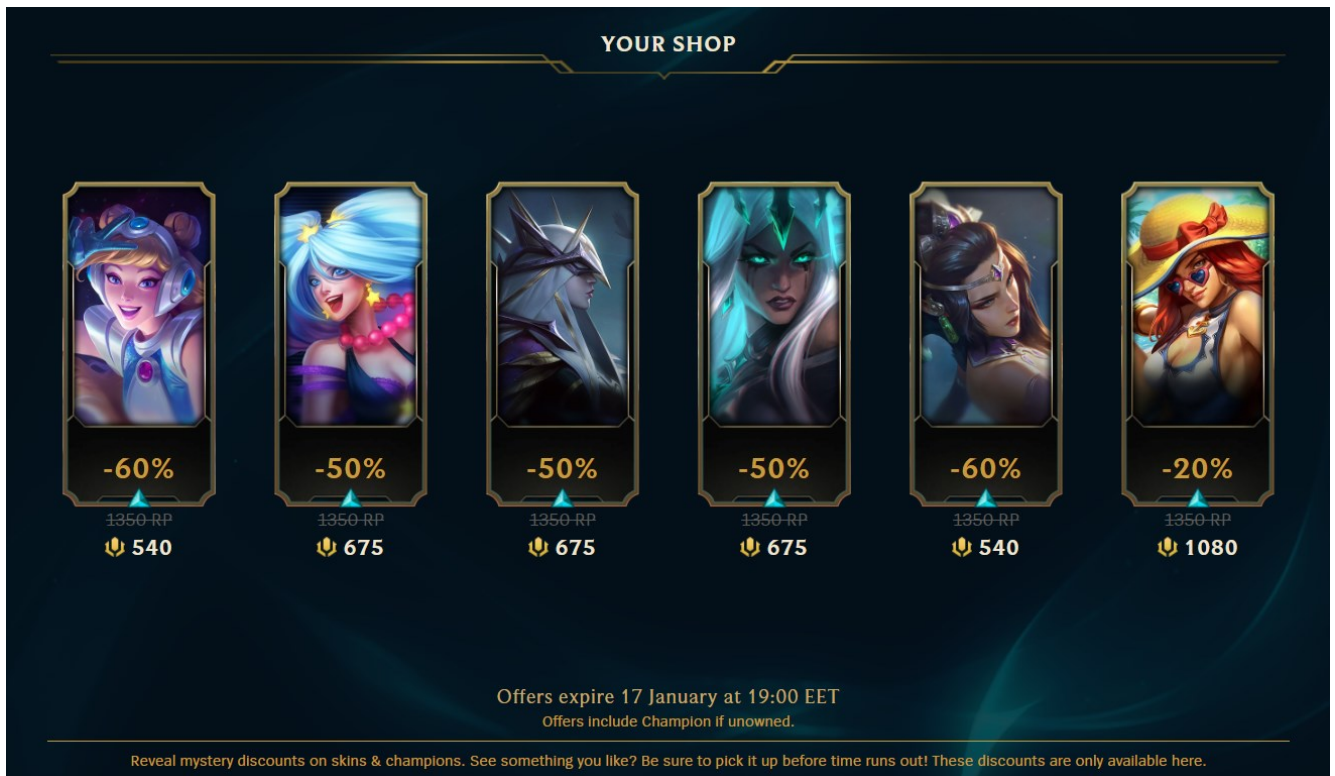 YOUR SHOP
-60%
-50%
-50%
-50%
-60%
-20%
1350 RP
1350 RP
1350 RP
1350 RP
1350 RP
1350 RP
540
675
675
675
540
1080
Offers expire 17 January at 19:00 EET
Offers include Champion if unowned.
Reveal mystery discounts on skins & champions. See something you like? Be sure to pick it up before time runs out! These discounts are only available here.